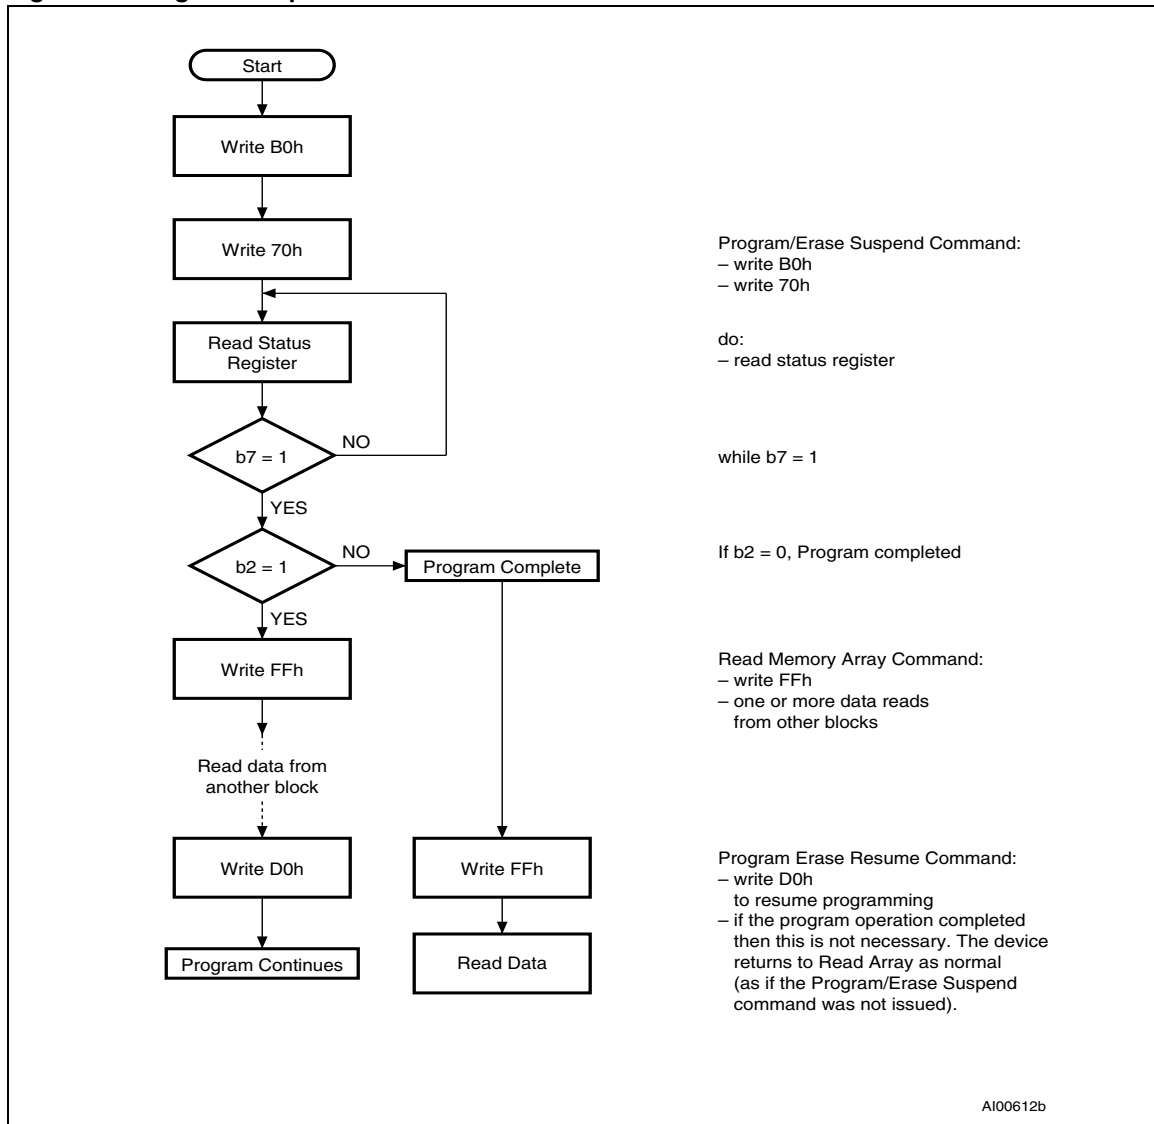 Start
Write B0h
Write 70h
Read Status
Register
b7 = 1
NO
YES
b2 = 1
NO
Program Complete
YES
Write FFh
Read data from
another block
Write D0h
Write FFh
Program Continues
Read Data
Program/Erase Suspend Command:
– write B0h
– write 70h
do:
– read status register
while b7 = 1
If b2 = 0, Program completed
Read Memory Array Command:
– write FFh
– one or more data reads
from other blocks
Program Erase Resume Command:
– write D0h
to resume programming
– if the program operation completed
then this is not necessary. The device
returns to Read Array as normal
(as if the Program/Erase Suspend
command was not issued).
AI00612b